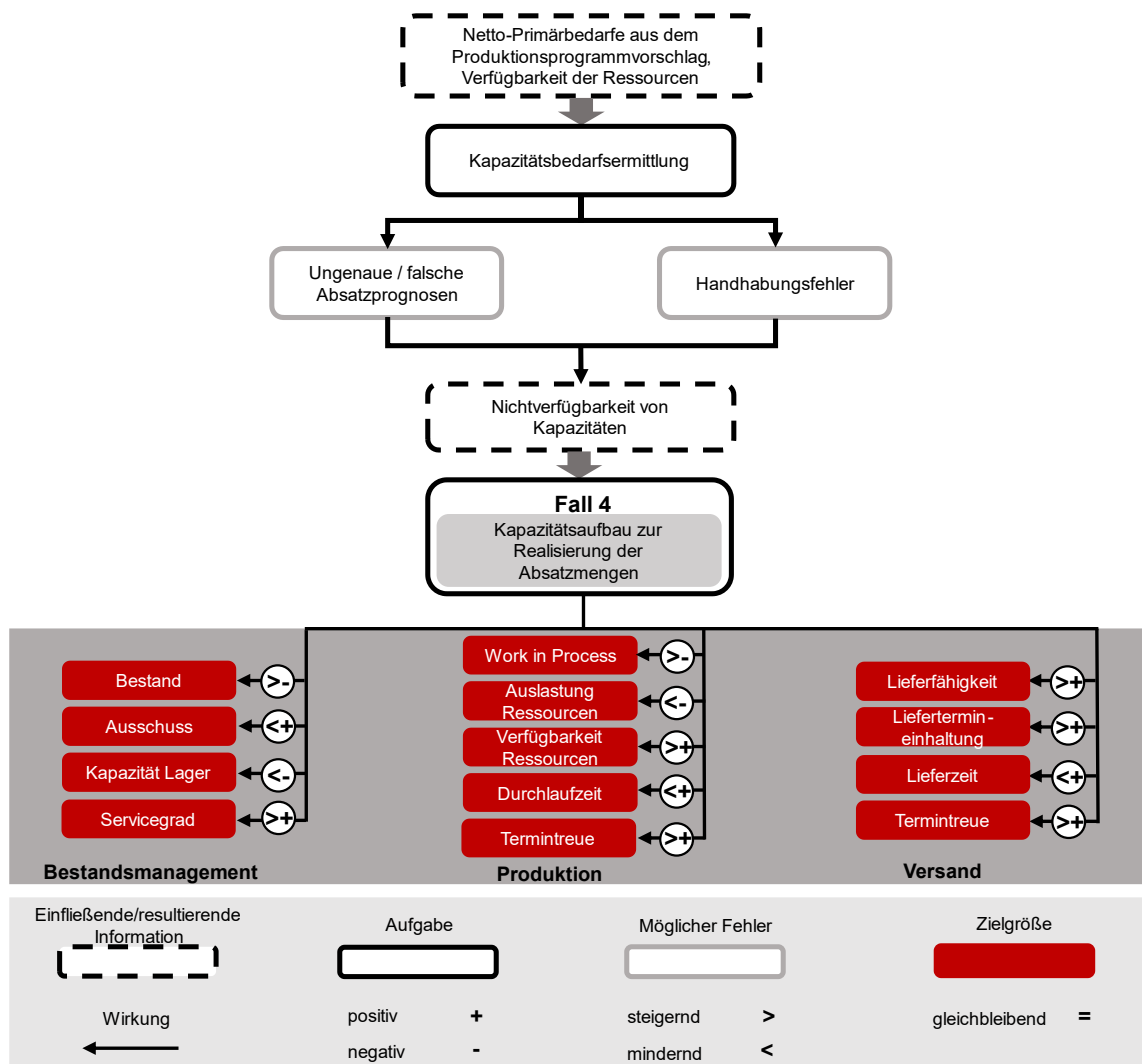 Netto-Primärbedarfe aus dem
Produktionsprogrammvorschlag,
Verfügbarkeit der Ressourcen
Kapazitätsbedarfsermittlung
Ungenaue / falsche
Absatzprognosen
Handhabungsfehler
Nichtverfügbarkeit von
Kapazitäten
Fall 4
Kapazitätsaufbau zur
Realisierung der
Absatzmengen
Bestand
>-
Ausschuss
<+
Kapazität Lager
<-
Servicegrad
>+
Bestandsmanagement
Work in Process
>-
Auslastung
Ressourcen
<-
Verfügbarkeit
Ressourcen
>+
Durchlaufzeit
<+
Termintreue
>+
Produktion
Lieferfähigkeit
>+
Liefertermin-
einhaltung
>+
Lieferzeit
<+
Termintreue
>+
Versand
Einfließende/resultierende
Information
Aufgabe
Möglicher Fehler
Zielgröße
Wirkung
positiv +
negativ -
steigernd >
mindernd <
gleichbleibend =